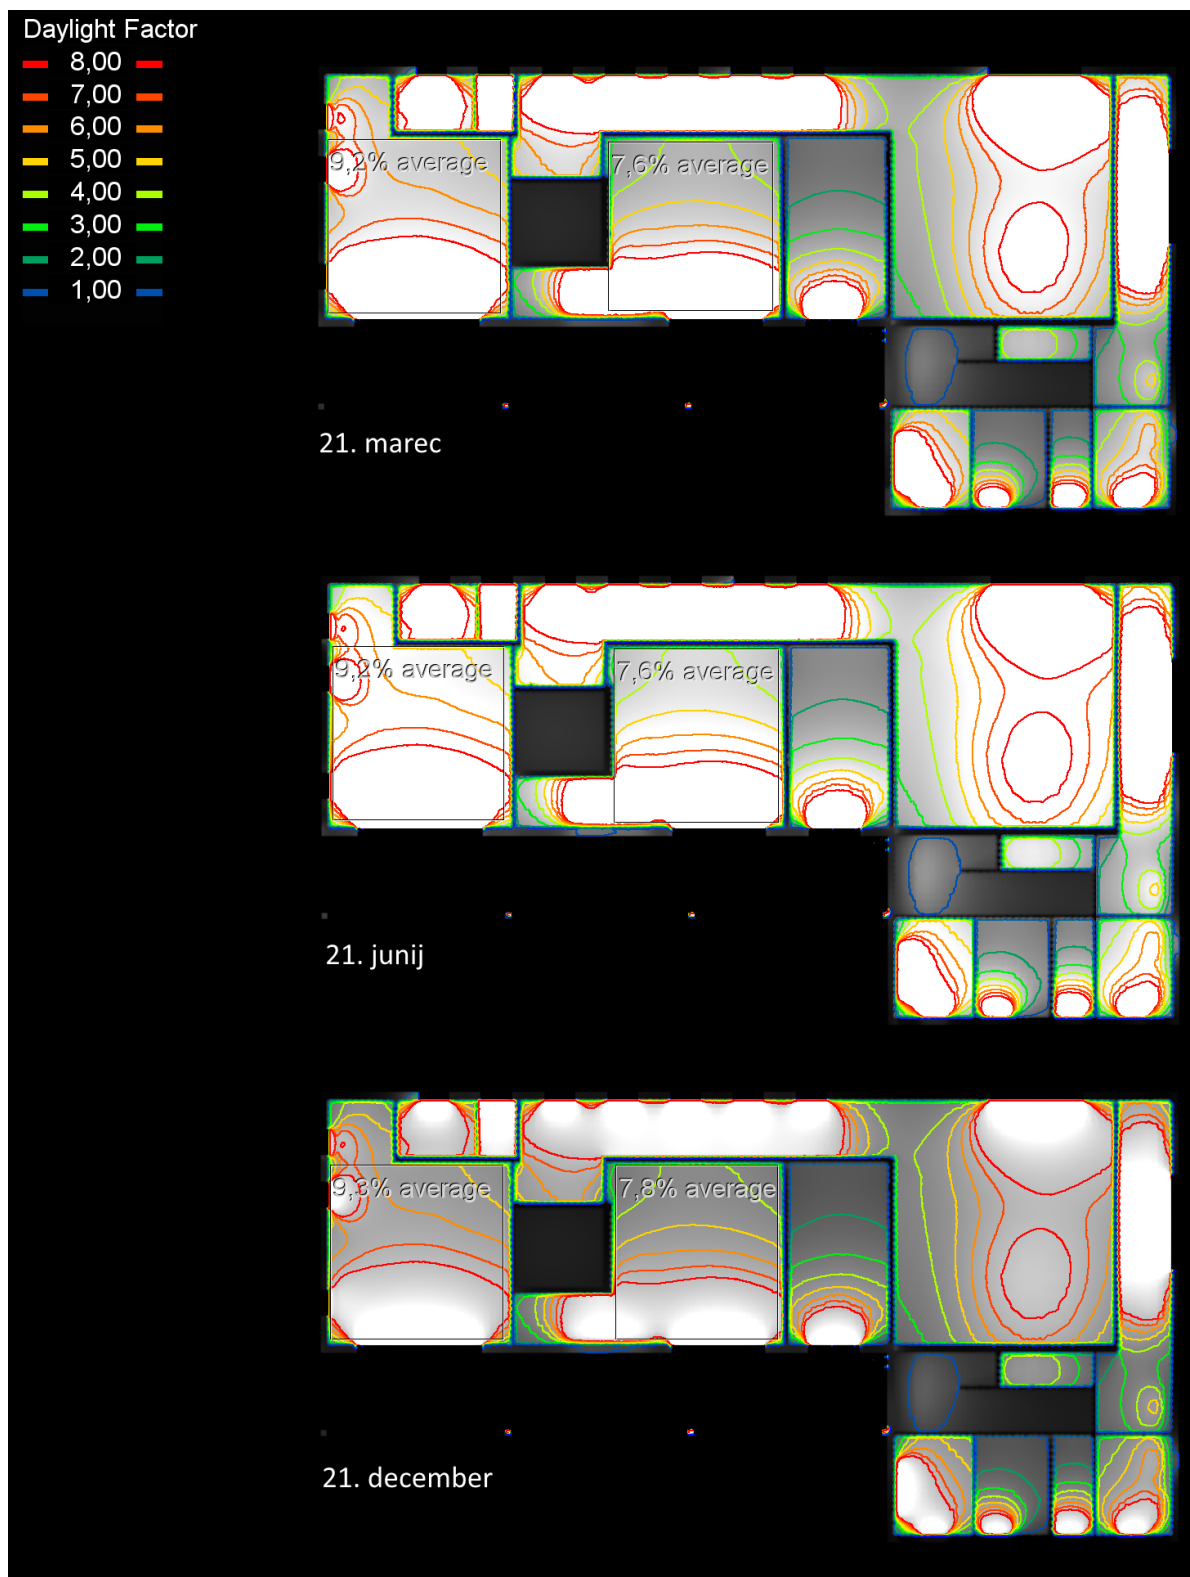 Daylight Factor
8,00
7,00
6,00
5,00
4,00
3,00
2,00
1,00
9,2% average 7,6% average
21. marec
9,2% average 7,6% average
21. junij
9,3% average 7,8% average
21. december